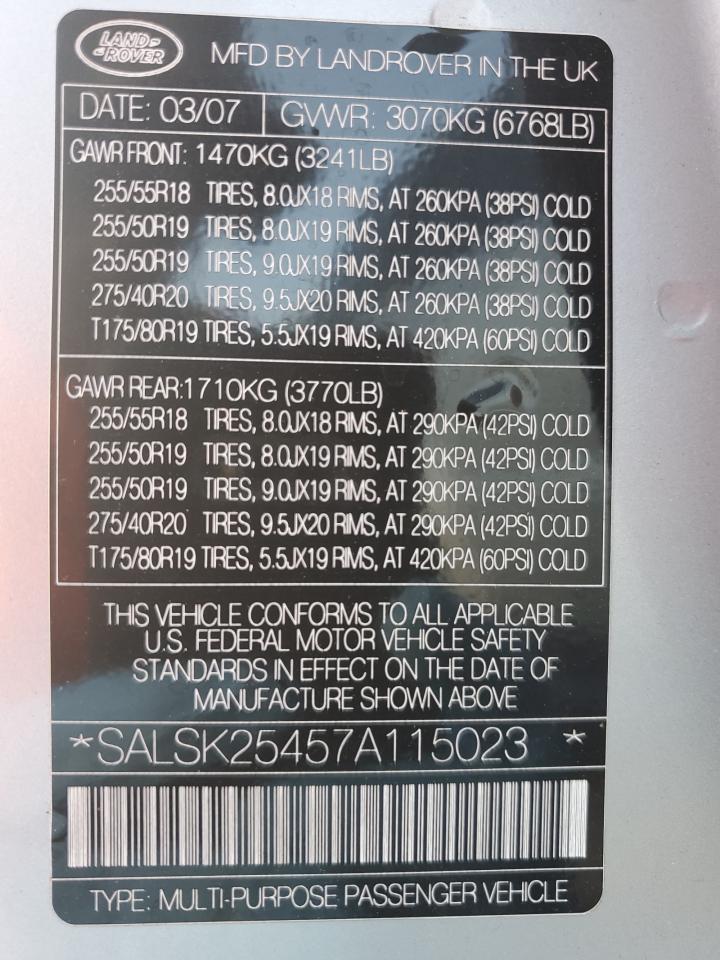 LAND-
-ROVER
MFD BY LANDROVER IN THE UK
DATE: 03/07 GVWR: 3070KG (6768LB)
GAWR FRONT: 1470KG (3241LB)
255/55R18 TIRES, 8.0JX18 RIMS, AT 260KPA (38PSI) COLD
255/50R19 TIRES, 8.0JX19 RIMS, AT 260KPA (38PSI) COLD
255/50R19 TIRES, 9.0JX19 RIMS, AT 260KPA (38PSI) COLD
275/40R20 TIRES, 9.5JX20 RIMS, AT 260KPA (38PSI) COLD
T175/80R19 TIRES, 5.5JX19 RIMS, AT 420KPA (60PSI) COLD
GAWR REAR:1710KG (3770LB)
255/55R18 TIRES, 8.0JX18 RIMS, AT 290KPA (42PSI) COLD
255/50R19 TIRES, 8.0JX19 RIMS, AT 290KPA (42PSI) COLD
255/50R19 TIRES, 9.0JX19 RIMS, AT 290KPA (42PSI) COLD
275/40R20 TIRES, 9.5JX20 RIMS, AT 290KPA (42PSI) COLD
T175/80R19 TIRES, 5.5JX19 RIMS, AT 420KPA (60PSI) COLD
THIS VEHICLE CONFORMS TO ALL APPLICABLE
U.S. FEDERAL MOTOR VEHICLE SAFETY
STANDARDS IN EFFECT ON THE DATE OF
MANUFACTURE SHOWN ABOVE
*SALSK25457A115023 *
TYPE: MULTI-PURPOSE PASSENGER VEHICLE